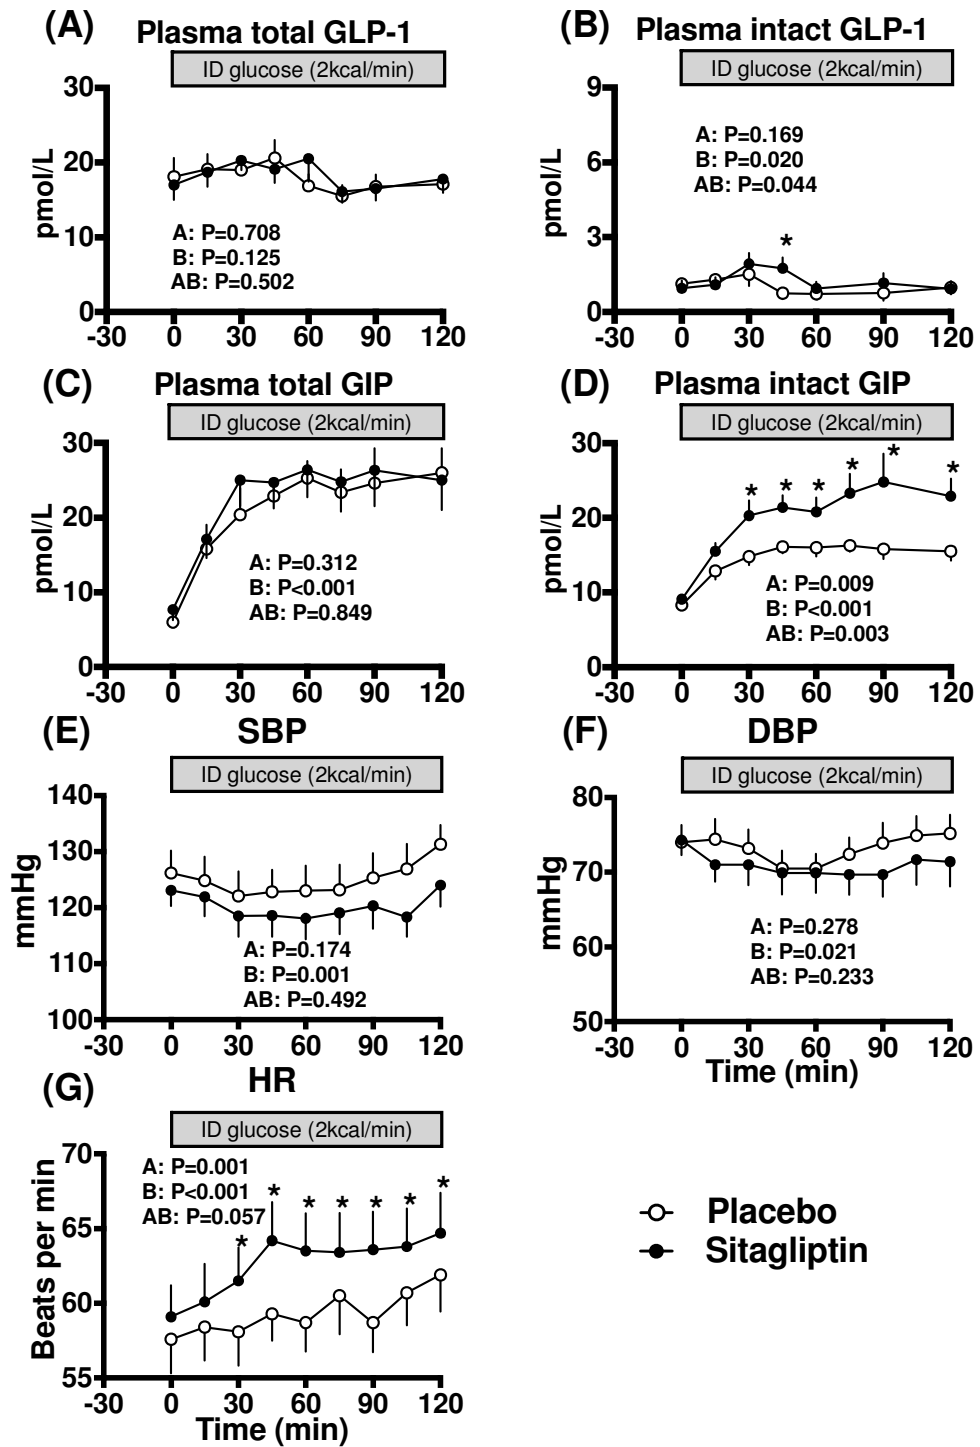 (A) Plasma total GLP-1
ID glucose (2kcal/min)
30
20
10
0
pmol/L
A: P=0.708
B: P=0.125
AB: P=0.502
-30 0 30 60 90 120
(B) Plasma intact GLP-1
ID glucose (2kcal/min)
9
6
3
0
pmol/L
A: P=0.169
B: P=0.020
AB: P=0.044
*
-30 0 30 60 90 120
(C) Plasma total GIP
ID glucose (2kcal/min)
30
20
10
0
pmol/L
A: P=0.312
B: P<0.001
AB: P=0.849
-30 0 30 60 90 120
(D) Plasma intact GIP
ID glucose (2kcal/min)
30
20
10
0
pmol/L
* * * * * *
A: P=0.009
B: P<0.001
AB: P=0.003
-30 0 30 60 90 120
(E) SBP
ID glucose (2kcal/min)
140
130
120
110
100
mmHg
A: P=0.174
B: P=0.001
AB: P=0.492
-30 0 30 60 90 120
(F) DBP
ID glucose (2kcal/min)
80
70
60
50
mmHg
A: P=0.278
B: P=0.021
AB: P=0.233
-30 0 30 60 90 120
Time (min)
(G) HR
ID glucose (2kcal/min)
70
65
60
55
Beats per min
A: P=0.001
B: P<0.001
AB: P=0.057
* * * * * * *
-30 0 30 60 90 120
Time (min)
Placebo
Sitagliptin